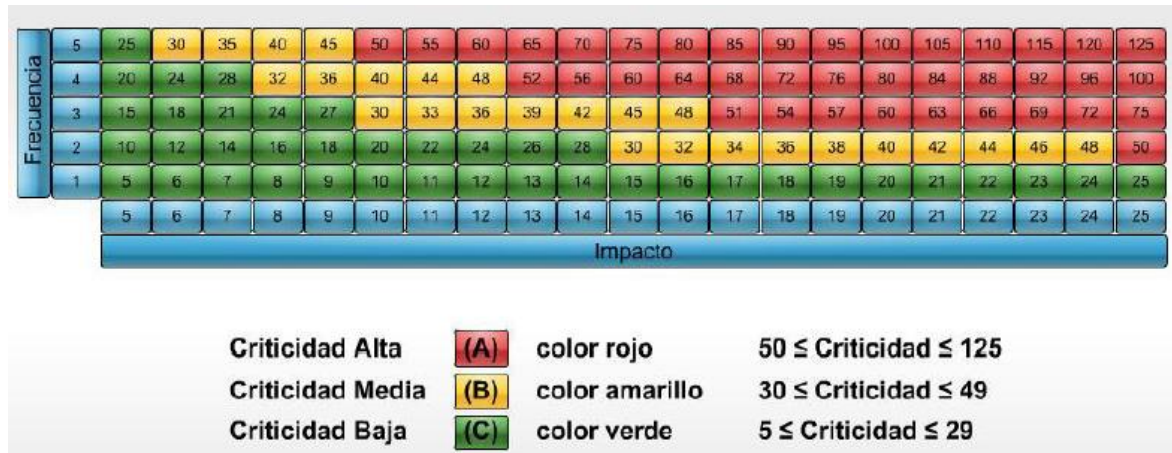 Frecuencia
5 25 30 35 40 45 50 55 60 65 70 75 80 85 90 95 100 105 110 115 120 125
4 20 24 28 32 36 40 44 48 52 56 60 64 68 72 76 80 84 88 92 96 100
3 15 18 21 24 27 30 33 36 39 42 45 48 51 54 57 60 63 66 69 72 75
2 10 12 14 16 18 20 22 24 26 28 30 32 34 36 38 40 42 44 46 48 50
1 5 6 7 8 9 10 11 12 13 14 15 16 17 18 19 20 21 22 23 24 25
5 6 7 8 9 10 11 12 13 14 15 16 17 18 19 20 21 22 23 24 25
Impacto
Criticidad Alta (A) color rojo 50 ≤ Criticidad ≤ 125
Criticidad Media (B) color amarillo 30 ≤ Criticidad ≤ 49
Criticidad Baja (C) color verde 5 ≤ Criticidad ≤ 29